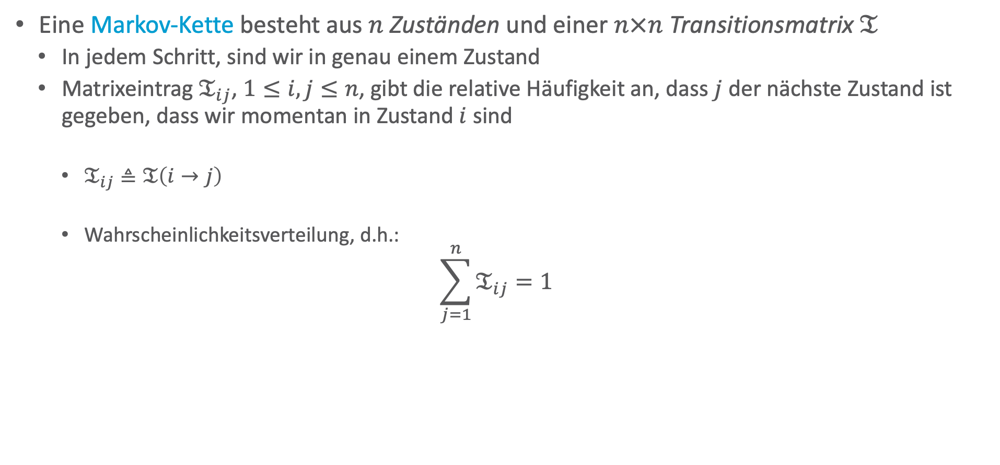 • Eine Markov-Kette besteht aus n Zuständen und einer n×n Transitionsmatrix 𝔗
• In jedem Schritt, sind wir in genau einem Zustand
• Matrixeintrag 𝔗ᵢⱼ, 1 ≤ i, j ≤ n, gibt die relative Häufigkeit an, dass j der nächste Zustand ist
gegeben, dass wir momentan in Zustand i sind
• 𝔗ᵢⱼ ≙ 𝔗(i → j)
• Wahrscheinlichkeitsverteilung, d.h.:
n
∑ 𝔗ᵢⱼ = 1
j=1